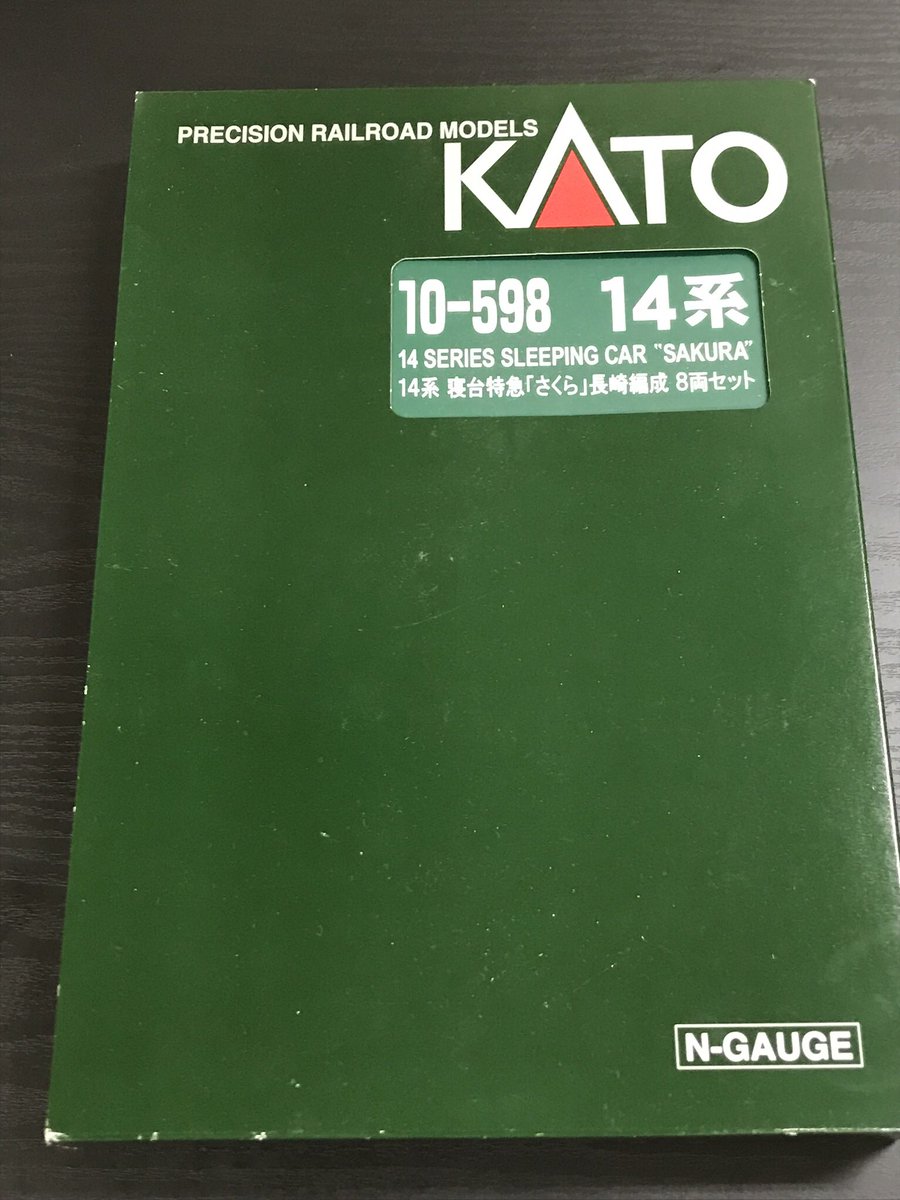 PRECISION RAILROAD MODELS
KATO
10-598 14系
14 SERIES SLEEPING CAR "SAKURA"
14系 寝台特急「さくら」長崎編成 8両セット
N-GAUGE